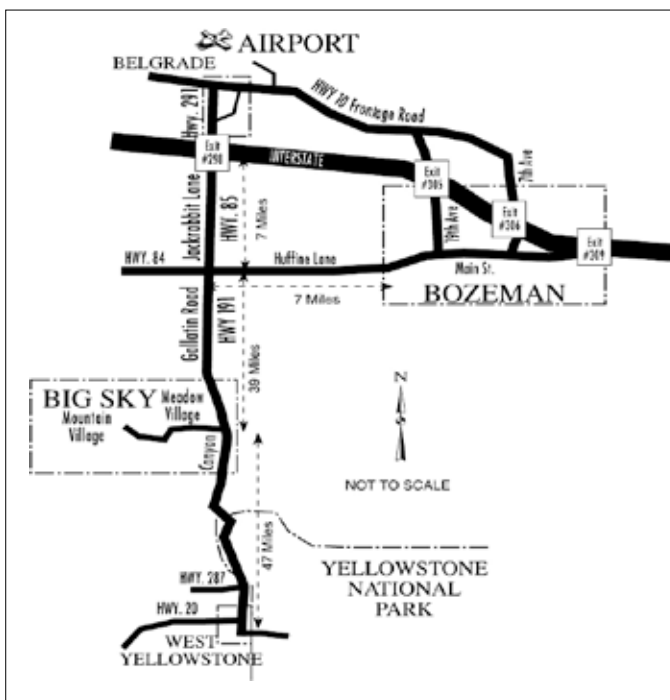 AIRPORT
BELGRADE
HWY 10 Frontage Road
Hwy. 291
Exit
#298
INTERSTATE
Exit
#305
7th Ave
19th Ave
Exit
#306
Exit
#309
Jackrabbit Lane
HWY. 85
7 Miles
HWY. 84
Huffine Lane
Main St.
BOZEMAN
7 Miles
Gallatin Road
HWY 191
39 Miles
BIG SKY
Meadow
Village
Mountain
Village
Canyon
N
S
NOT TO SCALE
47 Miles
YELLOWSTONE
NATIONAL
PARK
HWY. 287
HWY. 20
WEST
YELLOWSTONE